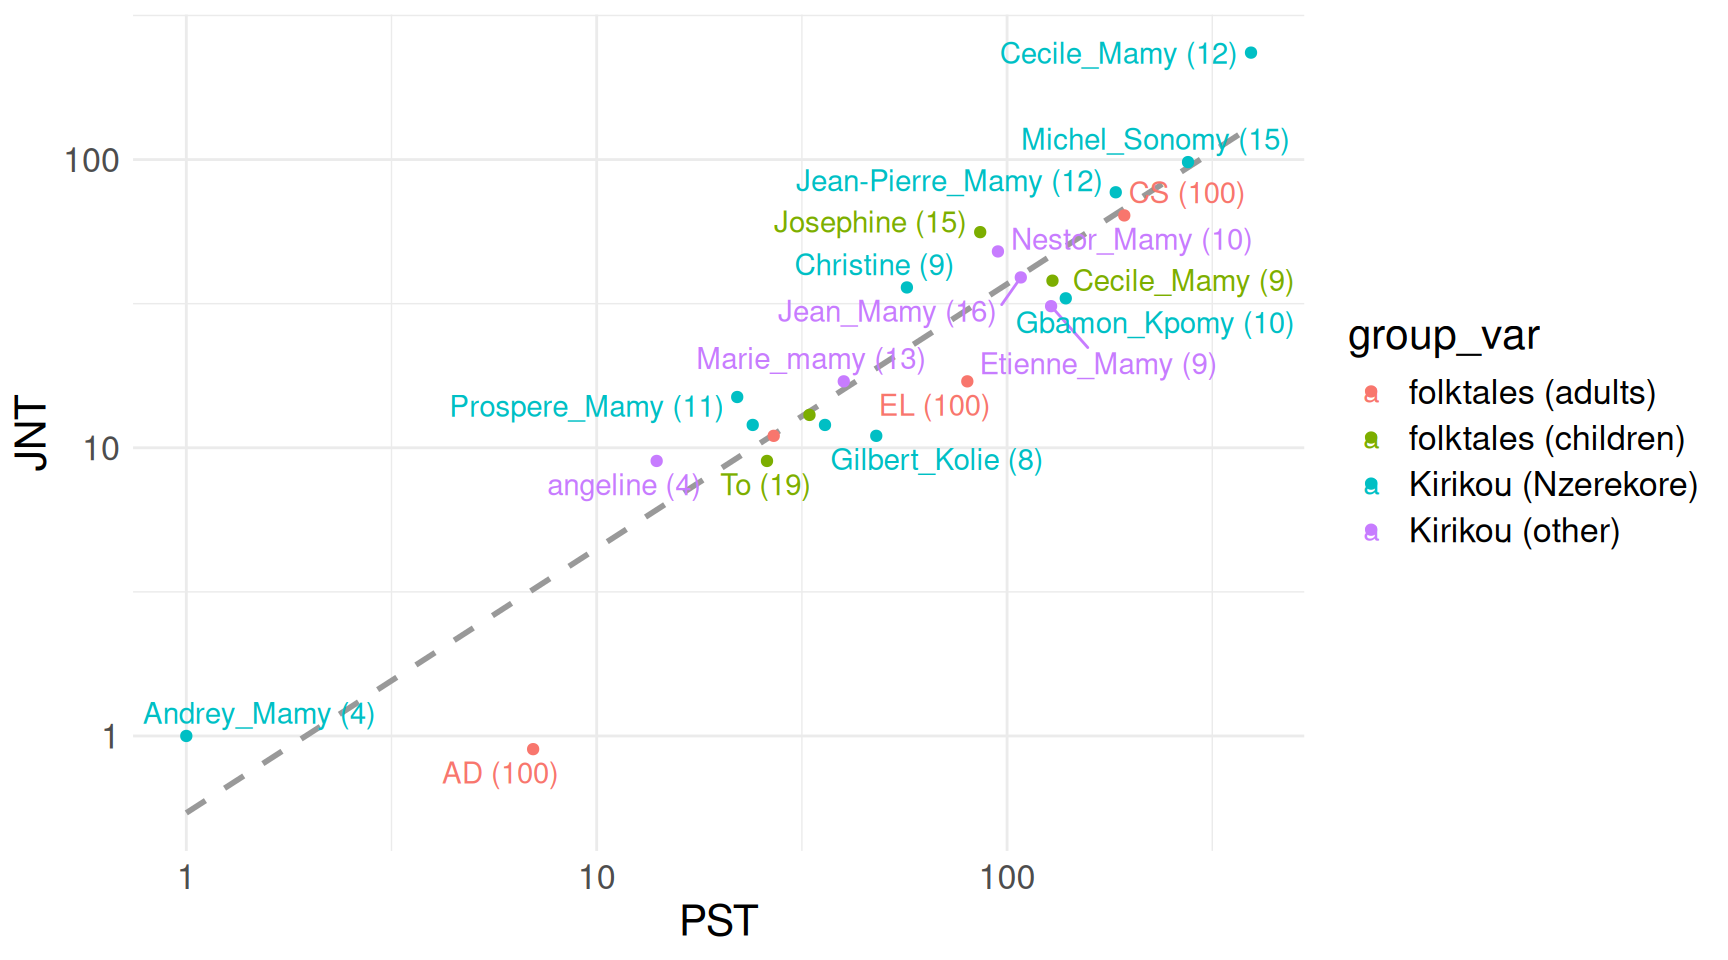 Cecile_Mamy (12)
Michel_Sonomy (15)
100
Jean-Pierre_Mamy (12)
CS (100)
Josephine (15)
Nestor_Mamy (10)
Christine (9)
Cecile_Mamy (9)
Jean_Mamy (16)
Gbamon_Kpomy (10)
group_var
Marie_mamy (13)
Etienne_Mamy (9)
a folktales (adults)
Prospere_Mamy (11)
EL (100)
JNT
a folktales (children)
10
Gilbert_Kolie (8)
angeline (4)
To (19)
a Kirikou (Nzerekore)
a Kirikou (other)
Andrey_Mamy (4)
1
AD (100)
1
10
100
PST